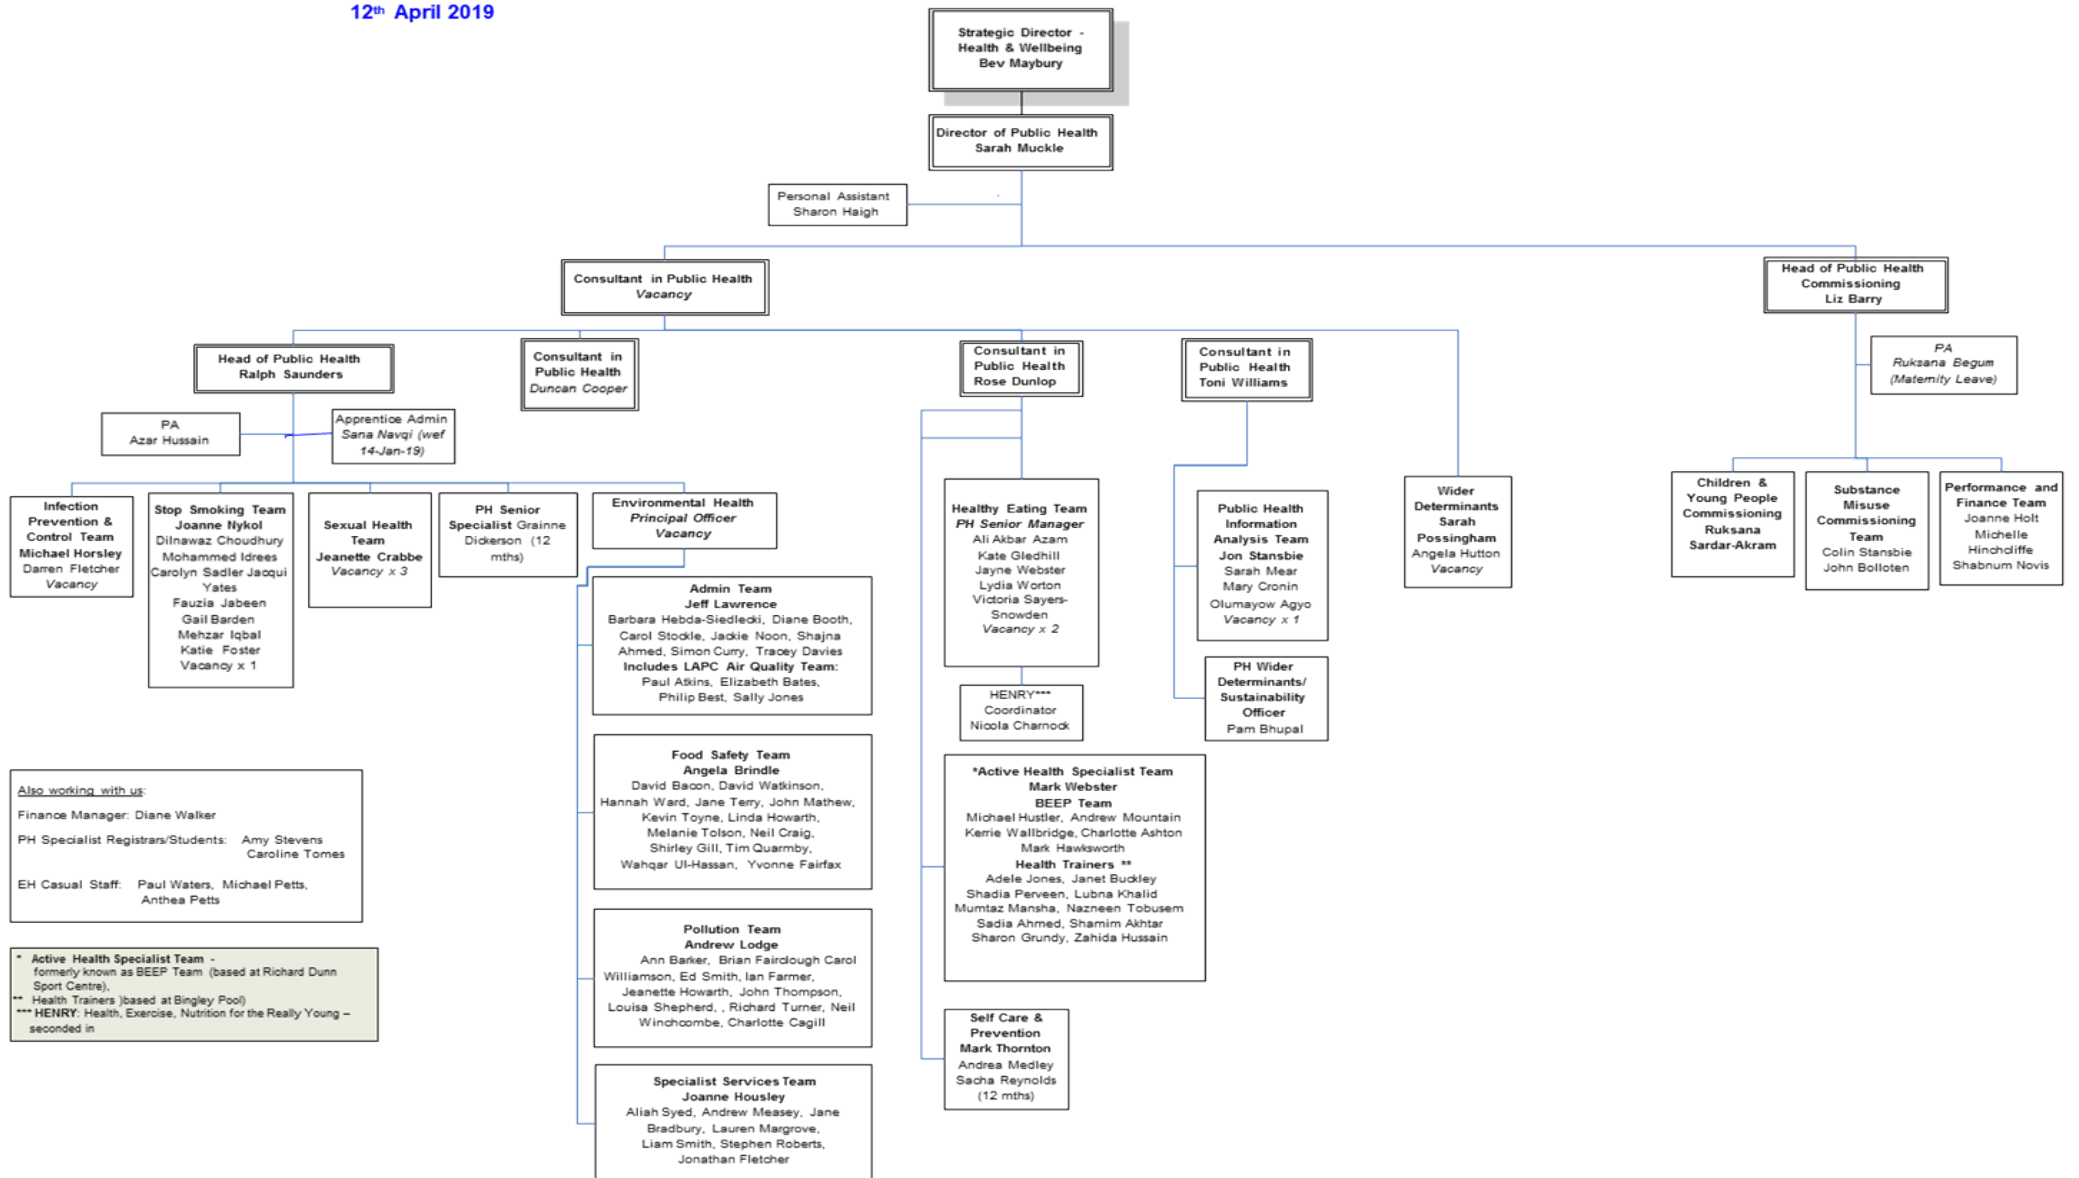 12th April 2019
Strategic Director -
Health & Wellbeing
Bev Maybury
Director of Public Health
Sarah Muckle
Personal Assistant
Sharon Haigh
Consultant in Public Health
Vacancy
Head of Public Health
Commissioning
Liz Barry
Head of Public Health
Ralph Saunders
Consultant in
Public Health
Duncan Cooper
Consultant in
Public Health
Rose Dunlop
Consultant in
Public Health
Toni Williams
PA
Ruksana Begum
(Maternity Leave)
PA
Azar Hussain
Apprentice Admin
Sana Navqi (wef
14-Jan-19)
Infection
Prevention &
Control Team
Michael Horsley
Darren Fletcher
Vacancy
Stop Smoking Team
Joanne Nykol
Dilnawaz Choudhury
Mohammed Idrees
Carolyn Sadler Jacqui
Yates
Fauzia Jabeen
Gail Barden
Mehzar Iqbal
Katie Foster
Vacancy x 1
Sexual Health
Team
Jeanette Crabbe
Vacancy x 3
PH Senior
Specialist Grainne
Dickerson (12
mths)
Environmental Health
Principal Officer
Vacancy
Healthy Eating Team
PH Senior Manager
Ali Akbar Azam
Kate Gledhill
Jayne Webster
Lydia Worton
Victoria Sayers-
Snowden
Vacancy x 2
Public Health
Information
Analysis Team
Jon Stansbie
Sarah Mear
Mary Cronin
Olumayow Agyo
Vacancy x 1
Wider
Determinants
Sarah
Possingham
Angela Hutton
Vacancy
Children &
Young People
Commissioning
Ruksana
Sardar-Akram
Substance
Misuse
Commissioning
Team
Colin Stansbie
John Bolloten
Performance and
Finance Team
Joanne Holt
Michelle
Hinchcliffe
Shabnum Novis
Admin Team
Jeff Lawrence
Barbara Hebda-Siedlecki, Diane Booth,
Carol Stockle, Jackie Noon, Shajna
Ahmed, Simon Curry, Tracey Davies
Includes LAPC Air Quality Team:
Paul Atkins, Elizabeth Bates,
Philip Best, Sally Jones
HENRY***
Coordinator
Nicola Charnock
PH Wider
Determinants/
Sustainability
Officer
Pam Bhupal
Food Safety Team
Angela Brindle
David Bacon, David Watkinson,
Hannah Ward, Jane Terry, John Mathew,
Kevin Toyne, Linda Howarth,
Melanie Tolson, Neil Craig,
Shirley Gill, Tim Quarmby,
Wahqar Ul-Hassan, Yvonne Fairfax
*Active Health Specialist Team
Mark Webster
BEEP Team
Michael Hustler, Andrew Mountain
Kerrie Wallbridge, Charlotte Ashton
Mark Hawksworth
Health Trainers **
Adele Jones, Janet Buckley
Shadia Perveen, Lubna Khalid
Mumtaz Mansha, Nazneen Tobusem
Sadia Ahmed, Shamim Akhtar
Sharon Grundy, Zahida Hussain
Also working with us:
Finance Manager: Diane Walker
PH Specialist Registrars/Students: Amy Stevens
Caroline Tomes
EH Casual Staff: Paul Waters, Michael Petts,
Anthea Petts
Pollution Team
Andrew Lodge
Ann Barker, Brian Fairclough Carol
Williamson, Ed Smith, Ian Farmer,
Jeanette Howarth, John Thompson,
Louisa Shepherd, , Richard Turner, Neil
Winchcombe, Charlotte Cagill
* Active Health Specialist Team -
formerly known as BEEP Team (based at Richard Dunn
Sport Centre),
** Health Trainers )based at Bingley Pool)
*** HENRY: Health, Exercise, Nutrition for the Really Young –
seconded in
Self Care &
Prevention
Mark Thornton
Andrea Medley
Sacha Reynolds
(12 mths)
Specialist Services Team
Joanne Housley
Aliah Syed, Andrew Measey, Jane
Bradbury, Lauren Margrove,
Liam Smith, Stephen Roberts,
Jonathan Fletcher